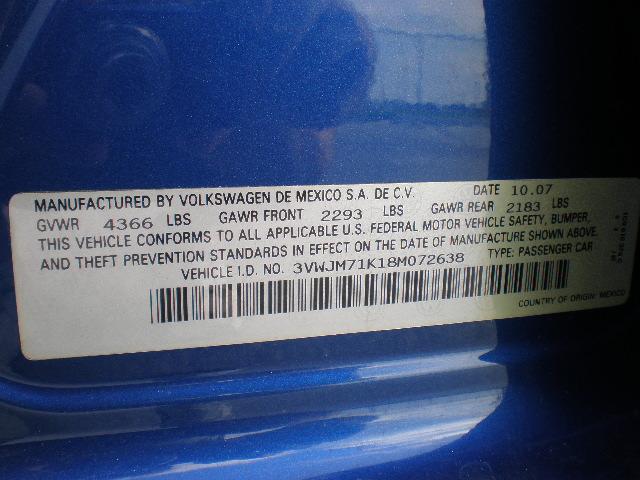 MANUFACTURED BY VOLKSWAGEN DE MEXICO S.A. DE C.V. DATE 10.07
GVWR 4366 LBS GAWR FRONT 2293 LBS GAWR REAR 2183 LBS
THIS VEHICLE CONFORMS TO ALL APPLICABLE U.S. FEDERAL MOTOR VEHICLE SAFETY, BUMPER,
AND THEFT PREVENTION STANDARDS IN EFFECT ON THE DATE OF MANUFACTURE SHOWN ABOVE.
VEHICLE I.D. NO. 3VWJM71K18M072638 TYPE: PASSENGER CAR
COUNTRY OF ORIGIN: MEXICO